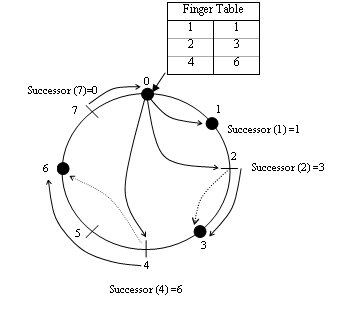 Finger Table
1 1
2 3
4 6
0
Successor (7)=0
7
1
Successor (1) =1
2
Successor (2) =3
6
5
3
4
Successor (4) =6